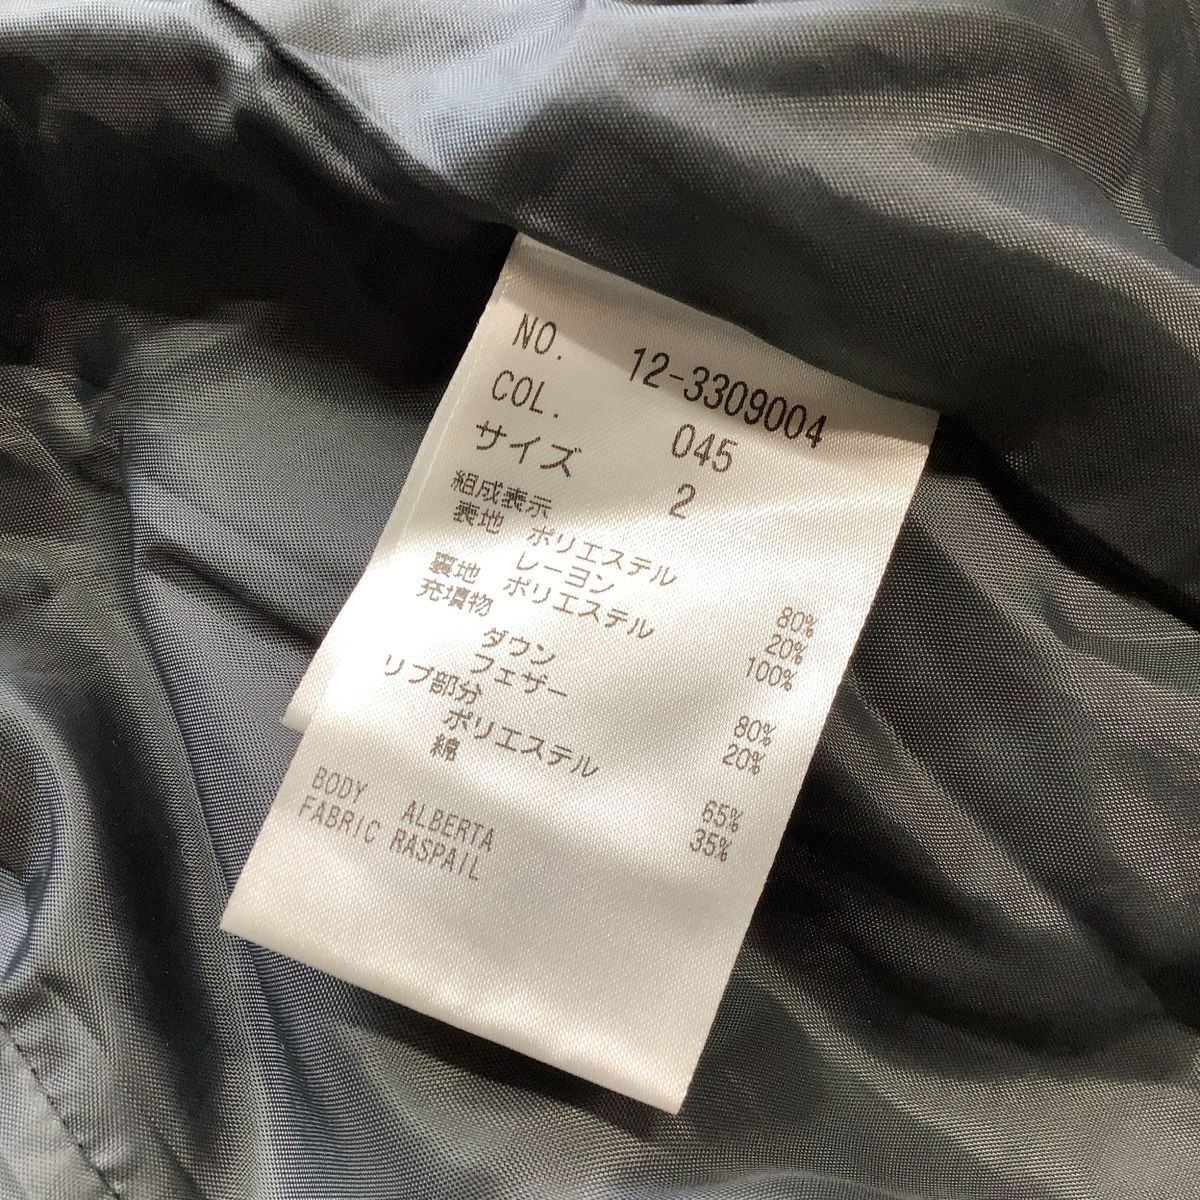 NO. 12-3309004
COL. 045
サイズ 2
組成表示
表地 ポリエステル 80%
レーヨン 20%
裏地 ポリエステル 100%
充填物
ダウン 80%
フェザー 20%
リブ部分
ポリエステル 65%
綿 35%
BODY ALBERTA
FABRIC RASPAIL